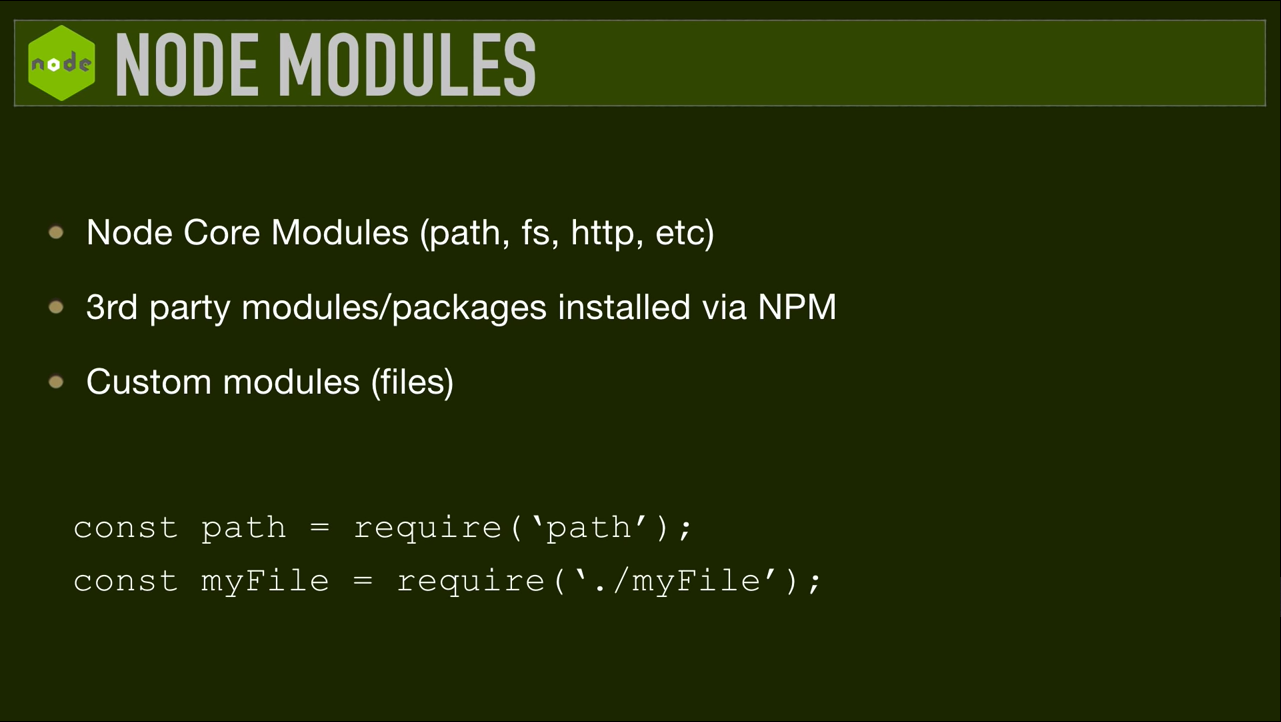 node
NODE MODULES
Node Core Modules (path, fs, http, etc)
3rd party modules/packages installed via NPM
Custom modules (files)
const path = require(‘path’);
const myFile = require(‘./myFile’);